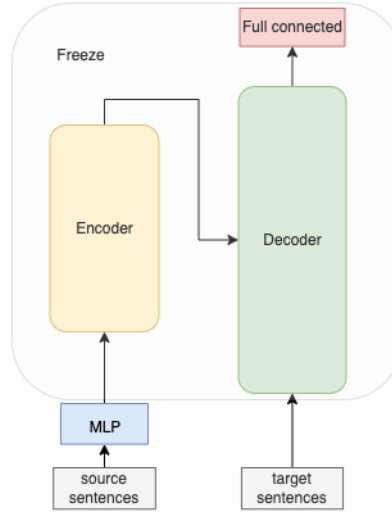 Full connected
Freeze
Encoder
Decoder
MLP
source
sentences
target
sentences